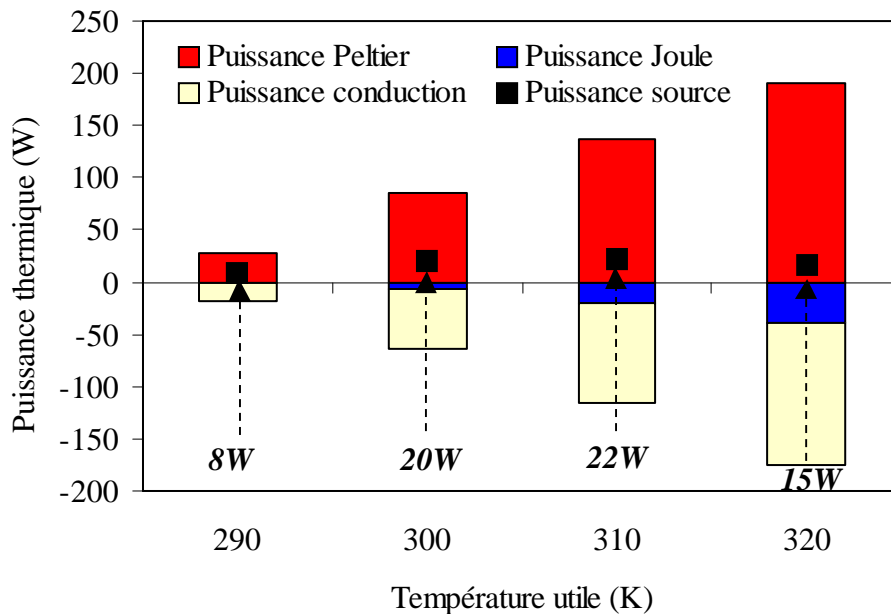 250
200
150
100
50
0
-50
-100
-150
-200
Puissance thermique (W)
Puissance Peltier
Puissance Joule
Puissance conduction
Puissance source
8W
20W
22W
15W
290
300
310
320
Température utile (K)